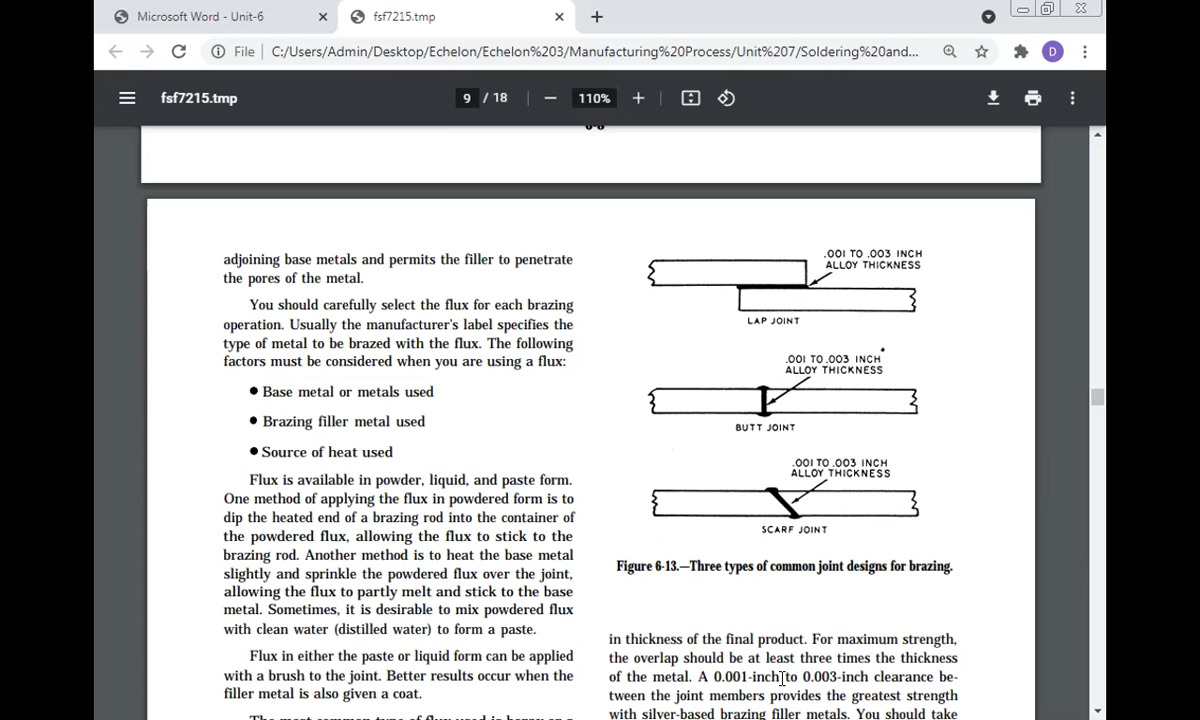 Microsoft Word - Unit-6
fsf7215.tmp
File
C:/Users/Admin/Desktop/Echelon/Echelon%203/Manufacturing%20Process/Unit%207/Soldering%20and...
D
fsf7215.tmp
9 / 18
110%
adjoining base metals and permits the filler to penetrate
the pores of the metal.
You should carefully select the flux for each brazing
operation. Usually the manufacturer's label specifies the
type of metal to be brazed with the flux. The following
factors must be considered when you are using a flux:
● Base metal or metals used
● Brazing filler metal used
● Source of heat used
Flux is available in powder, liquid, and paste form.
One method of applying the flux in powdered form is to
dip the heated end of a brazing rod into the container of
the powdered flux, allowing the flux to stick to the
brazing rod. Another method is to heat the base metal
slightly and sprinkle the powdered flux over the joint,
allowing the flux to partly melt and stick to the base
metal. Sometimes, it is desirable to mix powdered flux
with clean water (distilled water) to form a paste.
Flux in either the paste or liquid form can be applied
with a brush to the joint. Better results occur when the
filler metal is also given a coat.
.001 TO .003 INCH
ALLOY THICKNESS
LAP JOINT
.001 TO .003 INCH
ALLOY THICKNESS
BUTT JOINT
.001 TO .003 INCH
ALLOY THICKNESS
SCARF JOINT
Figure 6-13.—Three types of common joint designs for brazing.
in thickness of the final product. For maximum strength,
the overlap should be at least three times the thickness
of the metal. A 0.001-inch to 0.003-inch clearance be-
tween the joint members provides the greatest strength
with silver-based brazing filler metals. You should take